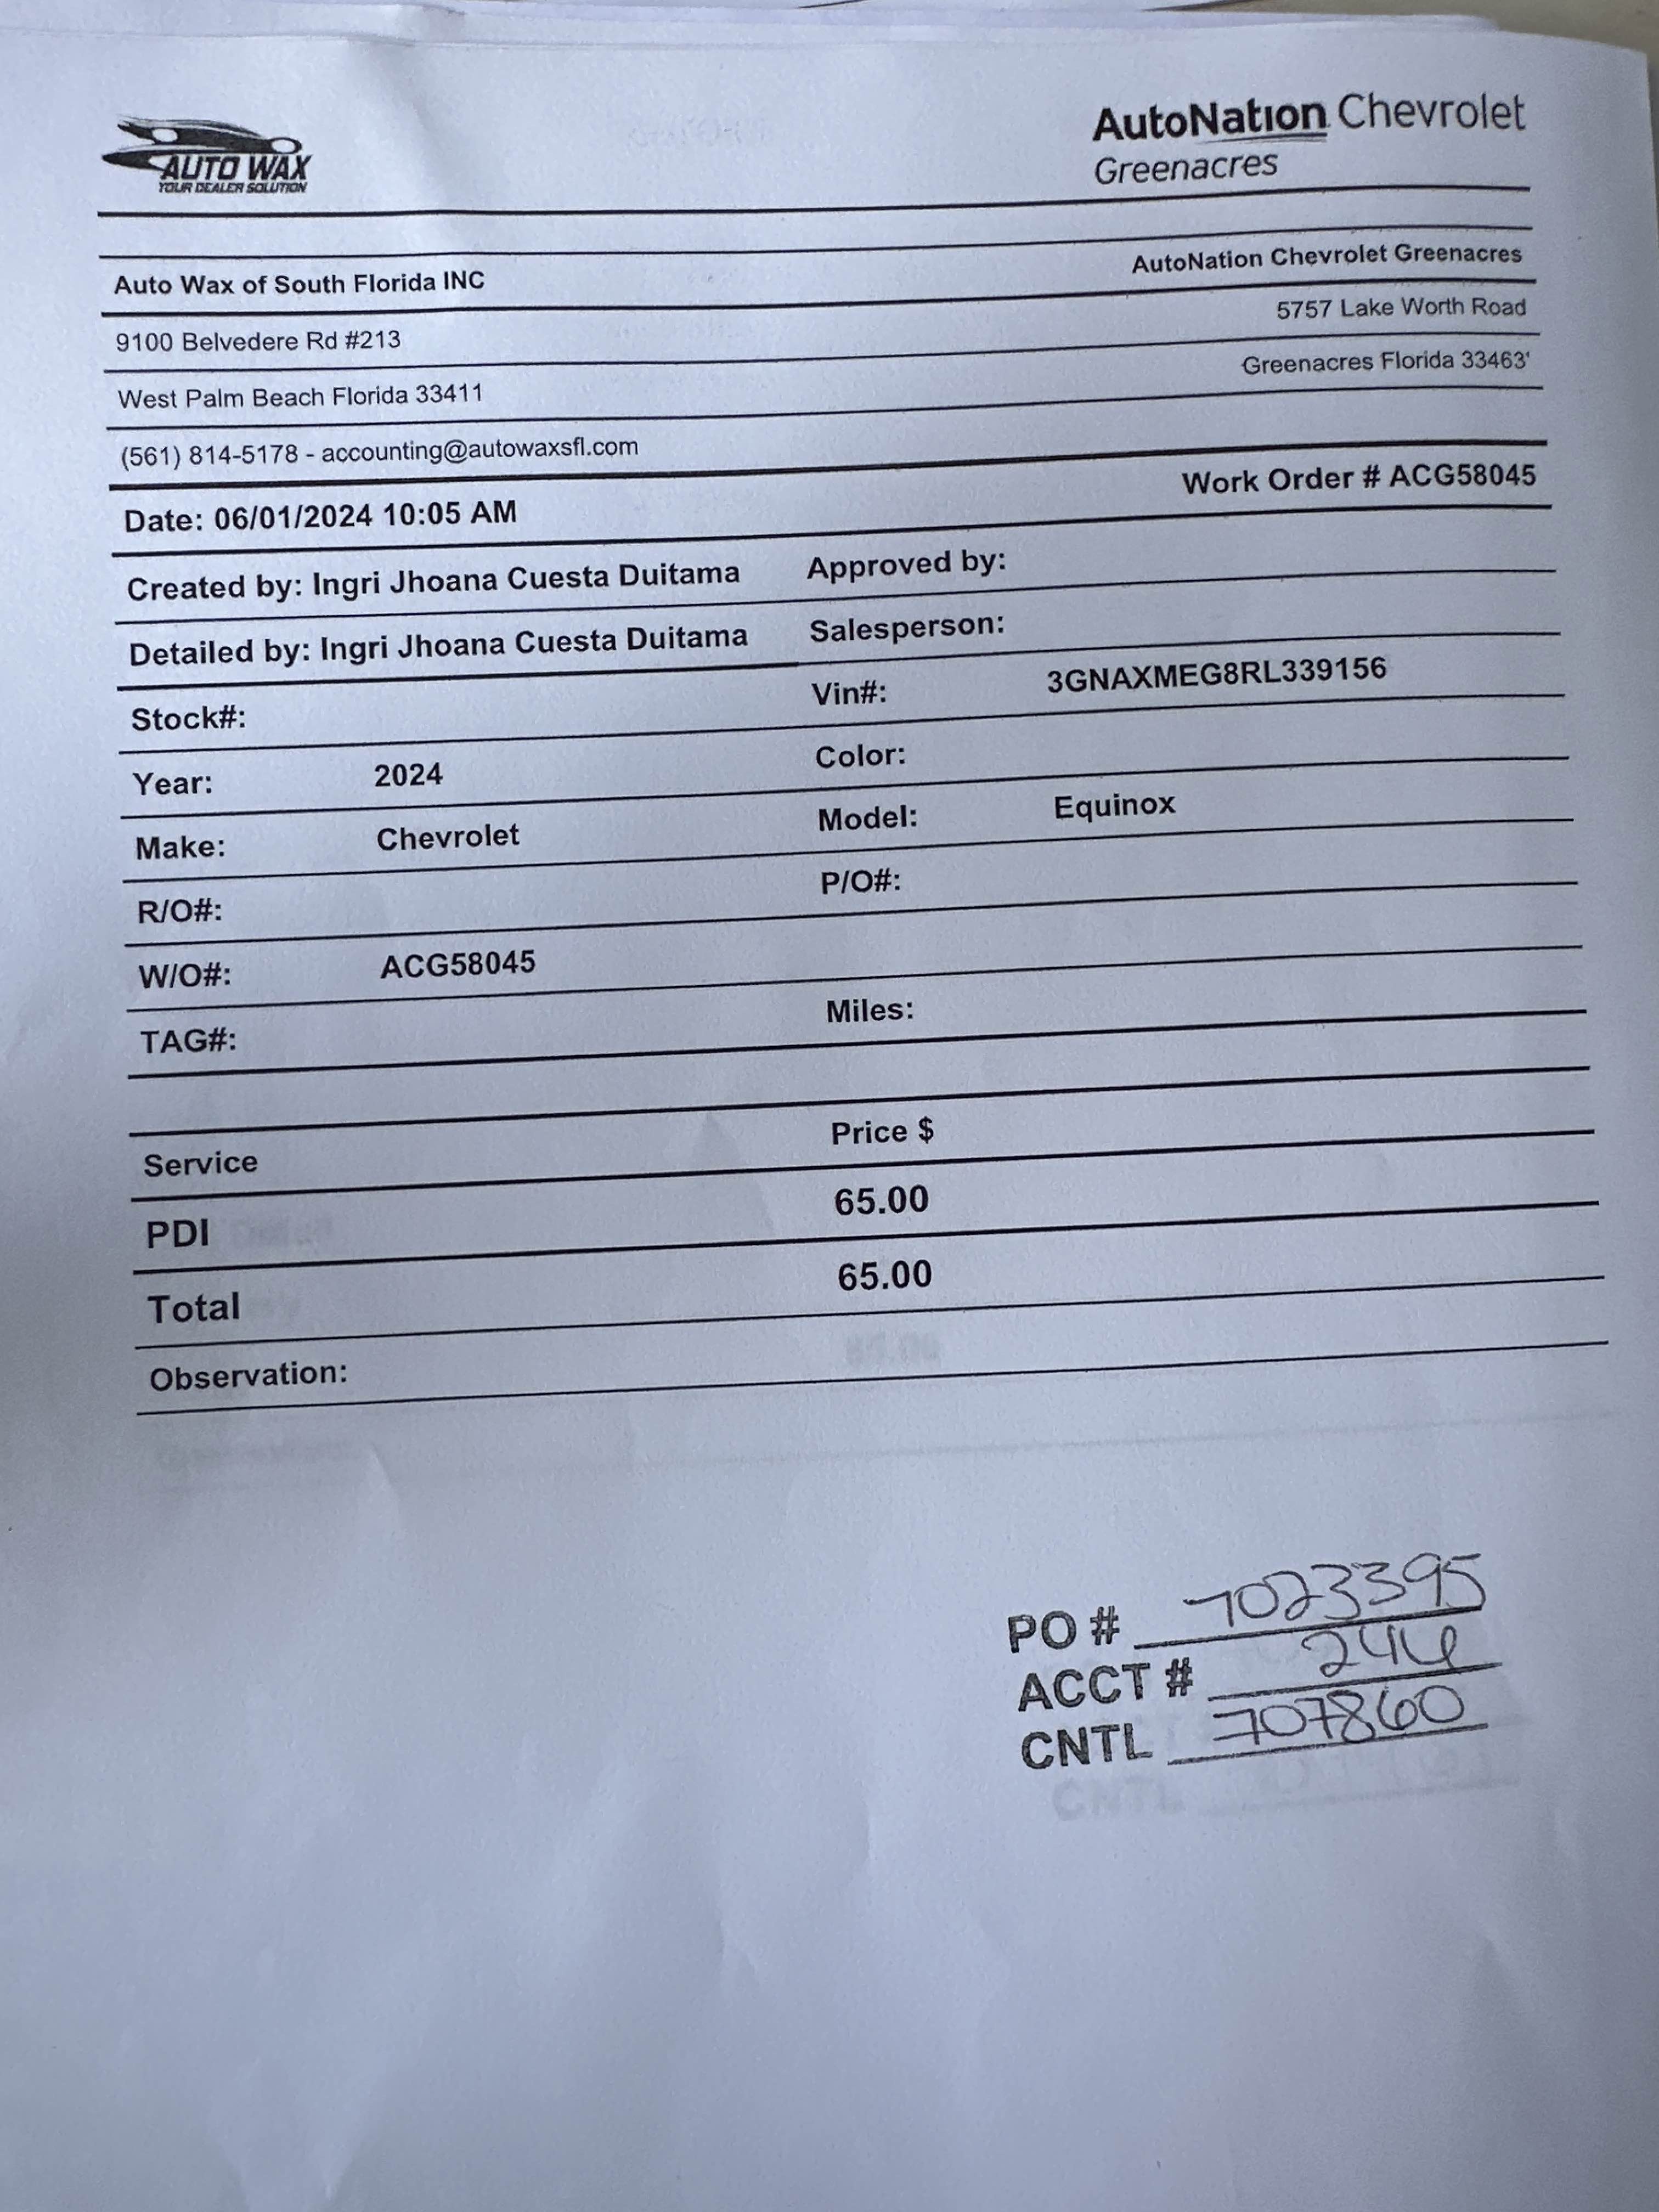 AUTO WAX
YOUR DEALER SOLUTION
AutoNation Chevrolet
Greenacres
Auto Wax of South Florida INC
AutoNation Chevrolet Greenacres
9100 Belvedere Rd #213
5757 Lake Worth Road
West Palm Beach Florida 33411
Greenacres Florida 33463'
(561) 814-5178 - accounting@autowaxsfl.com
Date: 06/01/2024 10:05 AM
Work Order # ACG58045
Created by: Ingri Jhoana Cuesta Duitama Approved by:
Detailed by: Ingri Jhoana Cuesta Duitama Salesperson:
Stock#: Vin#: 3GNAXMEG8RL339156
Year: 2024 Color:
Make: Chevrolet Model: Equinox
R/O#: P/O#:
W/O#: ACG58045
TAG#: Miles:
Service Price $
PDI 65.00
Total 65.00
Observation:
PO # 7023395
ACCT #
CNTL 707860